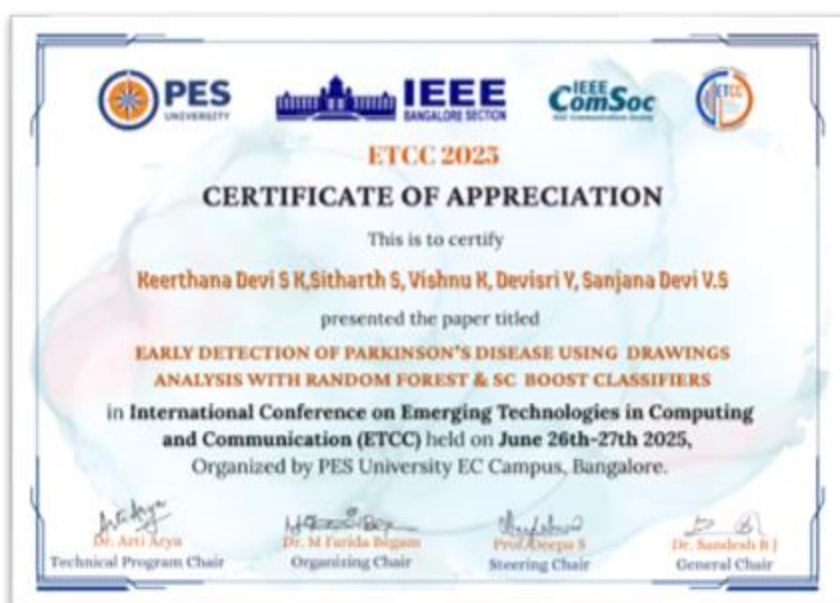 PES
UNIVERSITY
IEEE
BANGALORE SECTION
IEEE
ComSoc
ETCC
ETCC 2025
CERTIFICATE OF APPRECIATION
This is to certify
Keerthana Devi S K,Sitharth S, Vishnu K, Devisri Y, Sanjana Devi V.S
presented the paper titled
EARLY DETECTION OF PARKINSON'S DISEASE USING DRAWINGS
ANALYSIS WITH RANDOM FOREST & SC BOOST CLASSIFIERS
in International Conference on Emerging Technologies in Computing
and Communication (ETCC) held on June 26th-27th 2025,
Organized by PES University EC Campus, Bangalore.
Dr. Arti Arya
Technical Program Chair
Dr. M Farida Begam
Organizing Chair
Prof. Deepa S
Steering Chair
Dr. Sandesh B J
General Chair